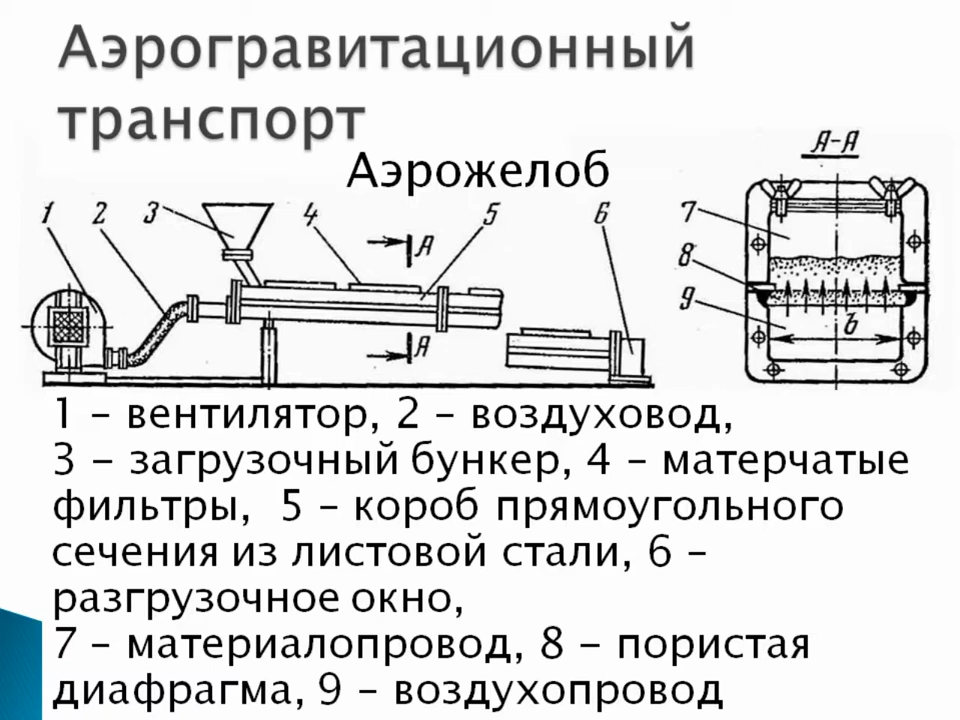 Аэрогравитационный
транспорт
Аэрожелоб
А-А
1 2 3 4 5 6 7
А
8
9
б
А
1 – вентилятор, 2 – воздуховод,
3 – загрузочный бункер, 4 – матерчатые
фильтры, 5 – короб прямоугольного
сечения из листовой стали, 6 –
разгрузочное окно,
7 – материалопровод, 8 – пористая
диафрагма, 9 – воздухопровод